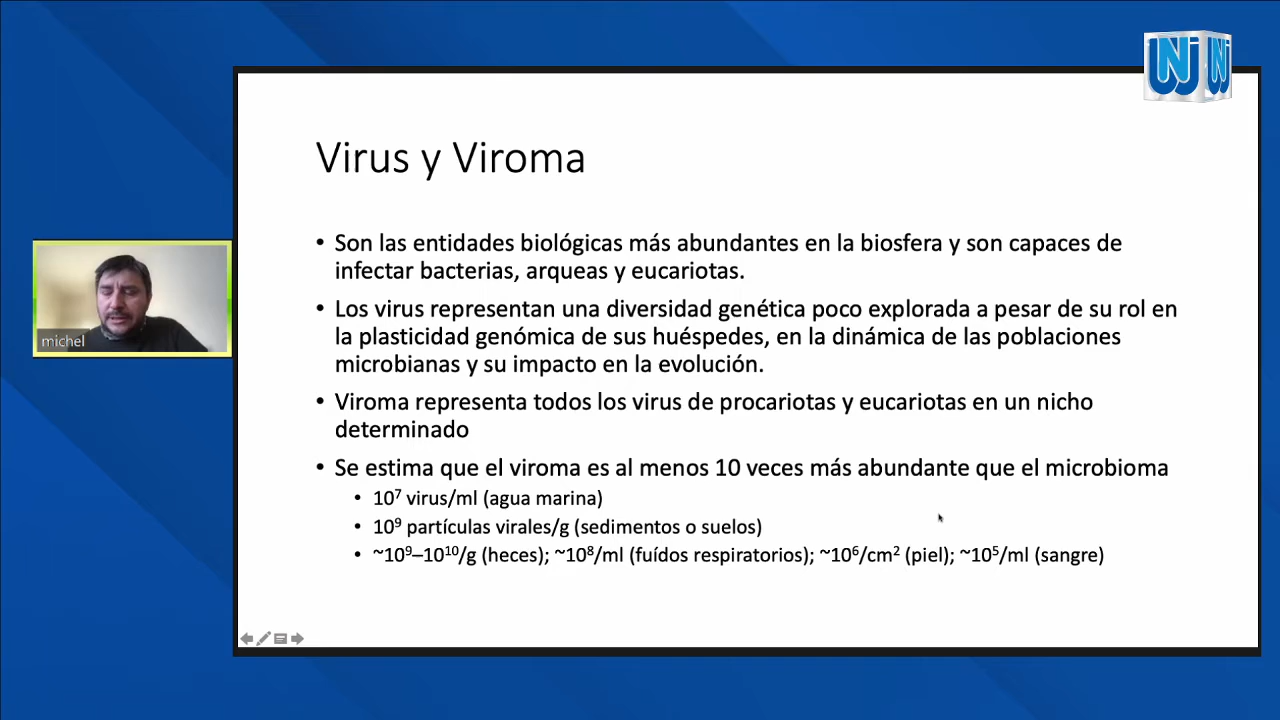 UNJ
UNJ
Virus y Viroma
• Son las entidades biológicas más abundantes en la biosfera y son capaces de
infectar bacterias, arqueas y eucariotas.
• Los virus representan una diversidad genética poco explorada a pesar de su rol en
la plasticidad genómica de sus huéspedes, en la dinámica de las poblaciones
microbianas y su impacto en la evolución.
• Viroma representa todos los virus de procariotas y eucariotas en un nicho
determinado
• Se estima que el viroma es al menos 10 veces más abundante que el microbioma
• 10⁷ virus/ml (agua marina)
• 10⁹ partículas virales/g (sedimentos o suelos)
• ~10⁹–10¹⁰/g (heces); ~10⁸/ml (fuídos respiratorios); ~10⁶/cm² (piel); ~10⁵/ml (sangre)
michel